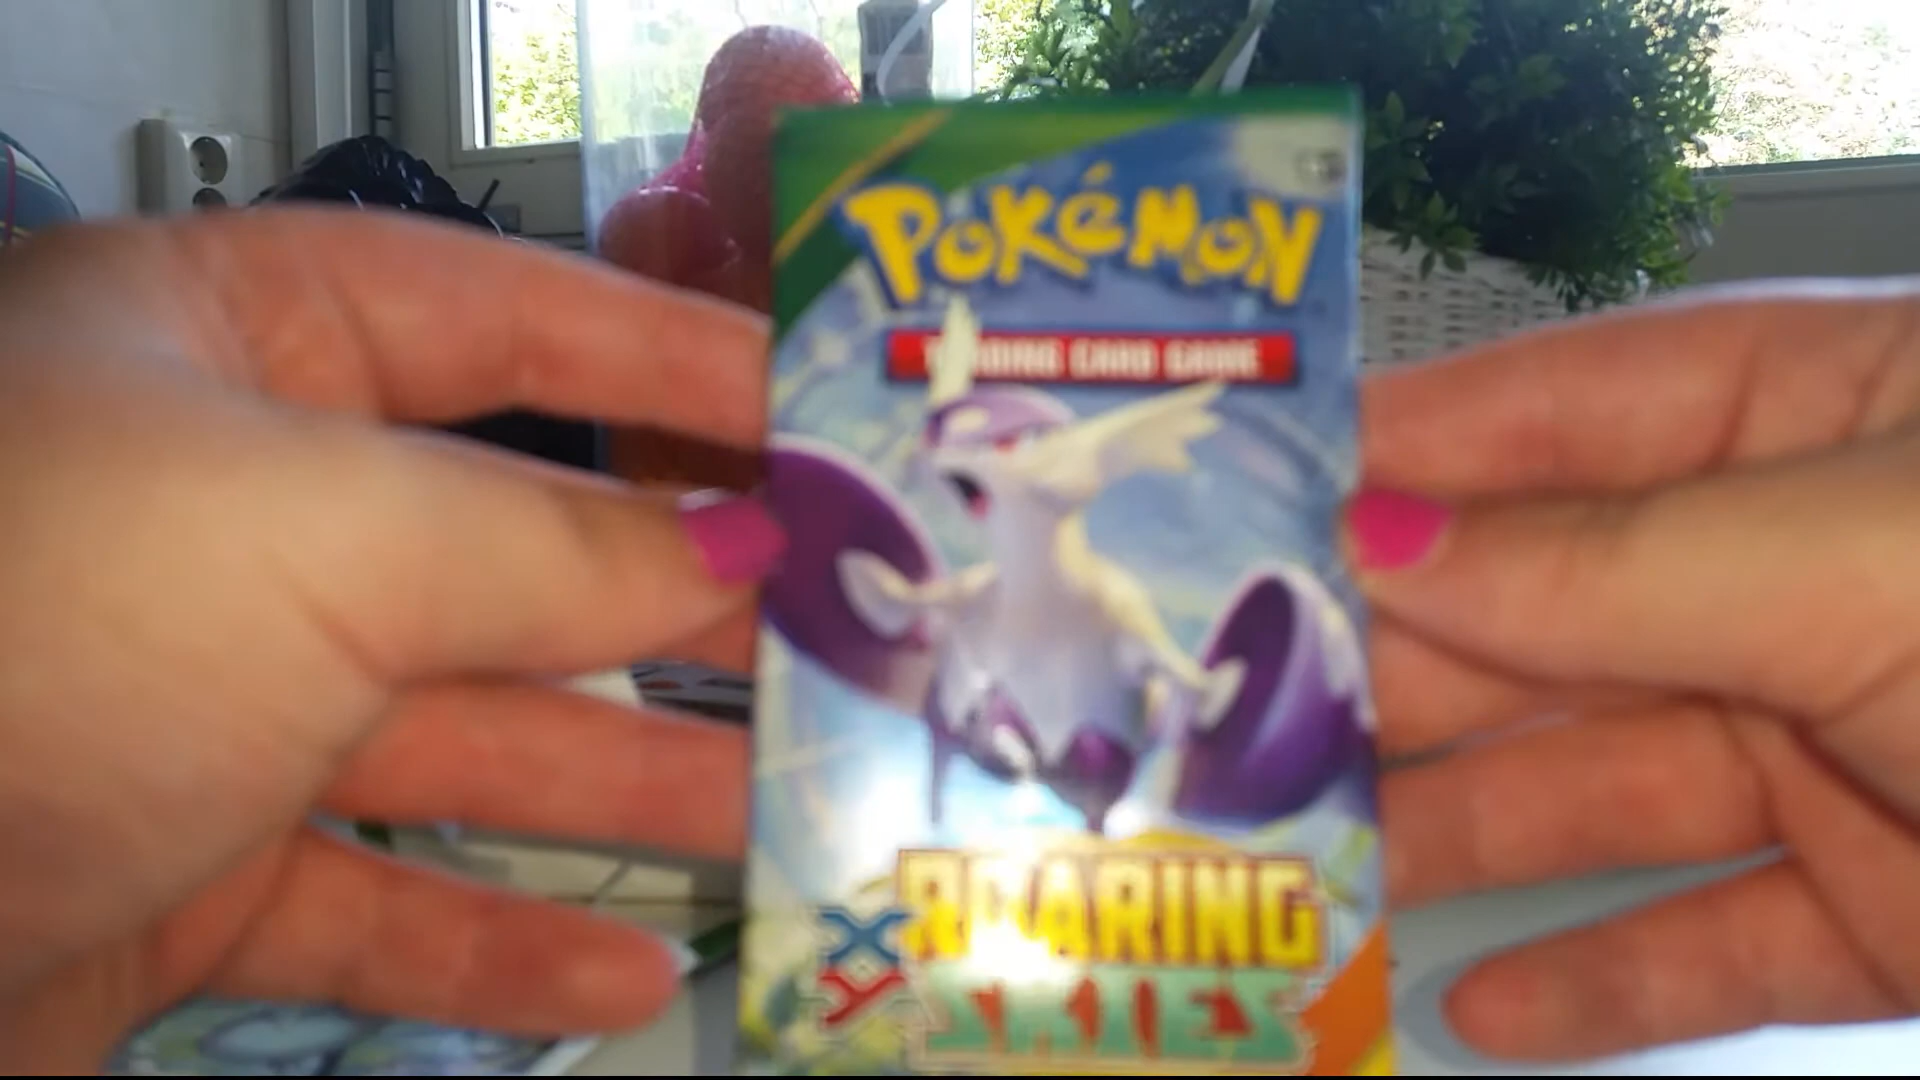 POKéMON
TRADING CARD GAME
XY
ROARING
SKIES